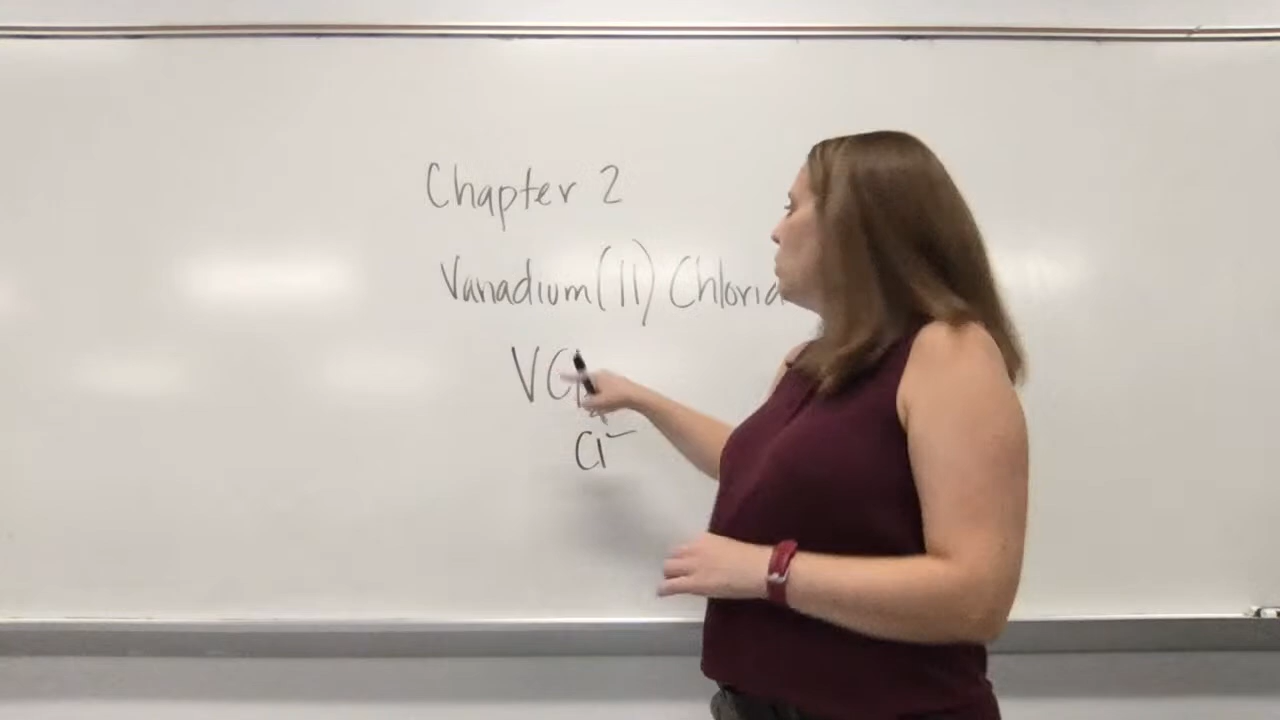 Chapter 2
Vanadium(II) Chlorid
VCl
Cl⁻